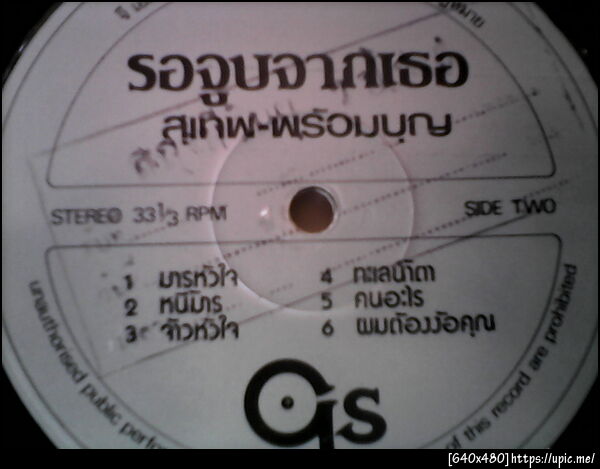 รอจูบจากเธอ
สุเทพ-พร้อมบุญ
STEREO 33 1/3 RPM
SIDE TWO
1 มารหัวใจ
2 หนีมาร
3 จ้าวหัวใจ
4 ทะเลน้ำตา
5 คนอะไร
6 ผมต้องง้อคุณ
unauthorised public perfo
of this record are prohibited
[640x480]https://upic.me/